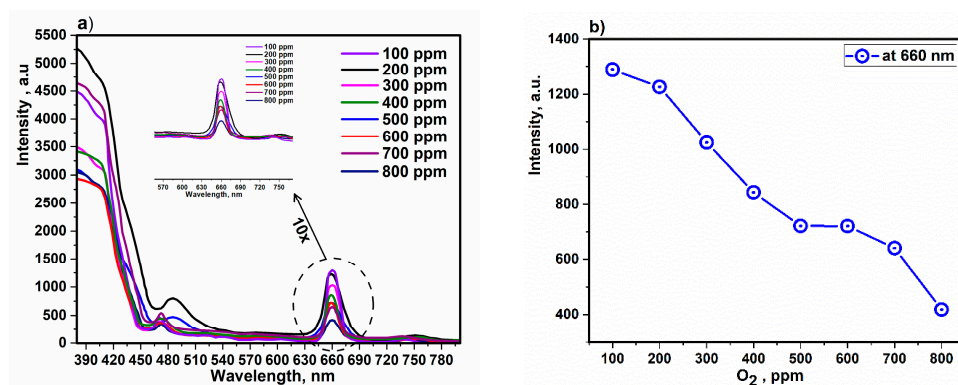 a)
5500
5000
4500
4000
3500
3000
2500
2000
1500
1000
500
0
Intensity , a.u
390 420 450 480 510 540 570 600 630 660 690 720 750 780
Wavelength, nm
100 ppm
200 ppm
300 ppm
400 ppm
500 ppm
600 ppm
700 ppm
800 ppm
100 ppm
200 ppm
300 ppm
400 ppm
500 ppm
600 ppm
700 ppm
800 ppm
570 600 630 660 690 720 750
Wavelength, nm
10x
b)
1400
1200
1000
800
600
400
Intensity, a.u.
100 200 300 400 500 600 700 800
O₂ , ppm
at 660 nm